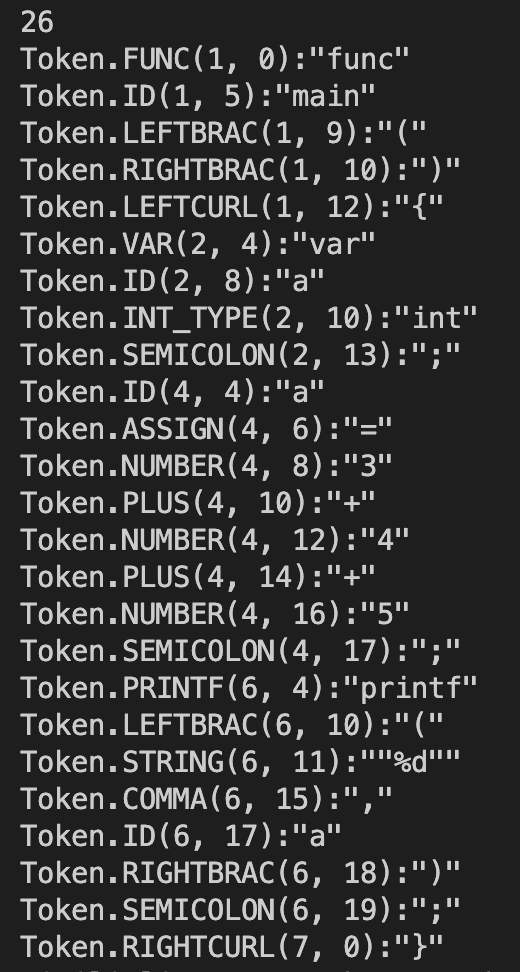 26
Token.FUNC(1, 0):"func"
Token.ID(1, 5):"main"
Token.LEFTBRAC(1, 9):"("
Token.RIGHTBRAC(1, 10):")"
Token.LEFTCURL(1, 12):"{"
Token.VAR(2, 4):"var"
Token.ID(2, 8):"a"
Token.INT_TYPE(2, 10):"int"
Token.SEMICOLON(2, 13):";"
Token.ID(4, 4):"a"
Token.ASSIGN(4, 6):"="
Token.NUMBER(4, 8):"3"
Token.PLUS(4, 10):"+"
Token.NUMBER(4, 12):"4"
Token.PLUS(4, 14):"+"
Token.NUMBER(4, 16):"5"
Token.SEMICOLON(4, 17):";"
Token.PRINTF(6, 4):"printf"
Token.LEFTBRAC(6, 10):"("
Token.STRING(6, 11):""%d""
Token.COMMA(6, 15):","
Token.ID(6, 17):"a"
Token.RIGHTBRAC(6, 18):")"
Token.SEMICOLON(6, 19):";"
Token.RIGHTCURL(7, 0):"}"